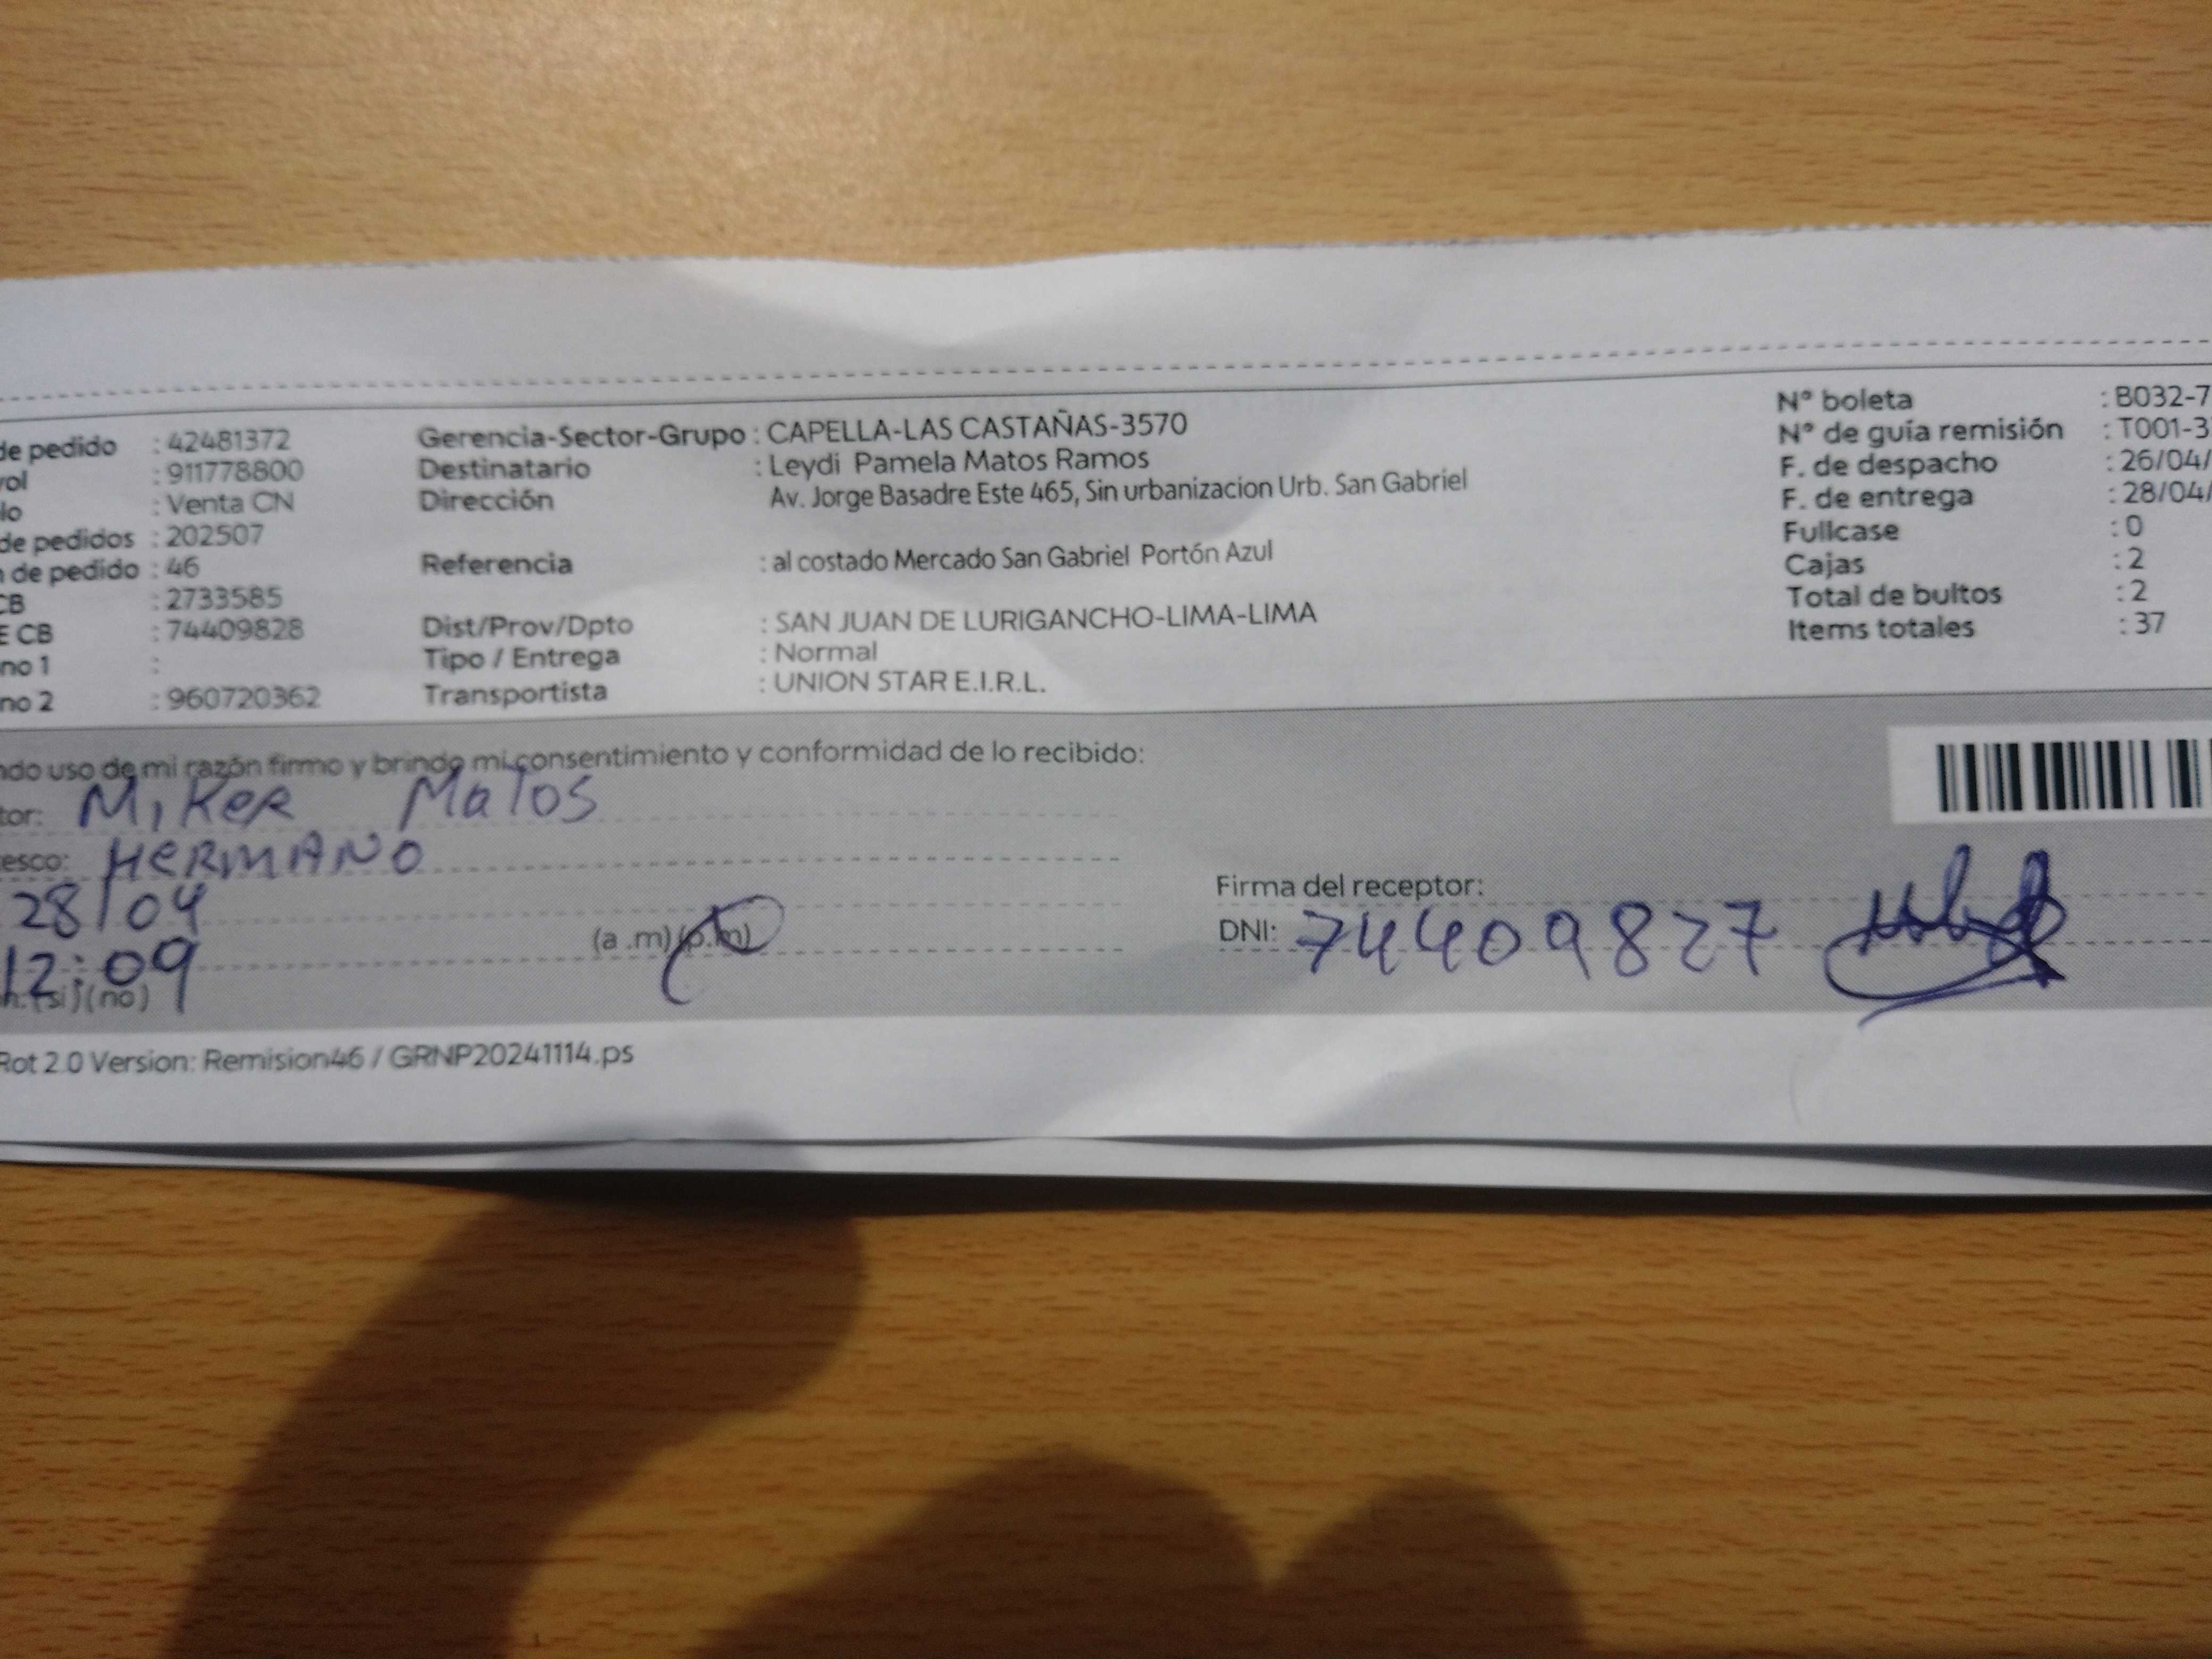 de pedido : 42481372
: 911778800
: Venta CN
de pedidos : 202507
de pedido : 46
CB : 2733585
E CB : 74409828
no 1 :
no 2 : 960720362
Gerencia-Sector-Grupo : CAPELLA-LAS CASTAÑAS-3570
Destinatario : Leydi Pamela Matos Ramos
Dirección Av. Jorge Basadre Este 465, Sin urbanizacion Urb. San Gabriel
Referencia : al costado Mercado San Gabriel Portón Azul
Dist/Prov/Dpto : SAN JUAN DE LURIGANCHO-LIMA-LIMA
Tipo / Entrega : Normal
Transportista : UNION STAR E.I.R.L.
Nº boleta : B032-7
Nº de guía remisión : T001-3
F. de despacho : 26/04/
F. de entrega : 28/04/
Fullcase : 0
Cajas : 2
Total de bultos : 2
Items totales : 37
ndo uso de mi razón firmo y brindo mi consentimiento y conformidad de lo recibido:
tor: Miker Matos
esco: HERMANO
28/04
12:09 (a .m) (p.m)
(si) (no)
Firma del receptor:
DNI: 74409827
Rot 2.0 Version: Remision46 / GRNP20241114.ps